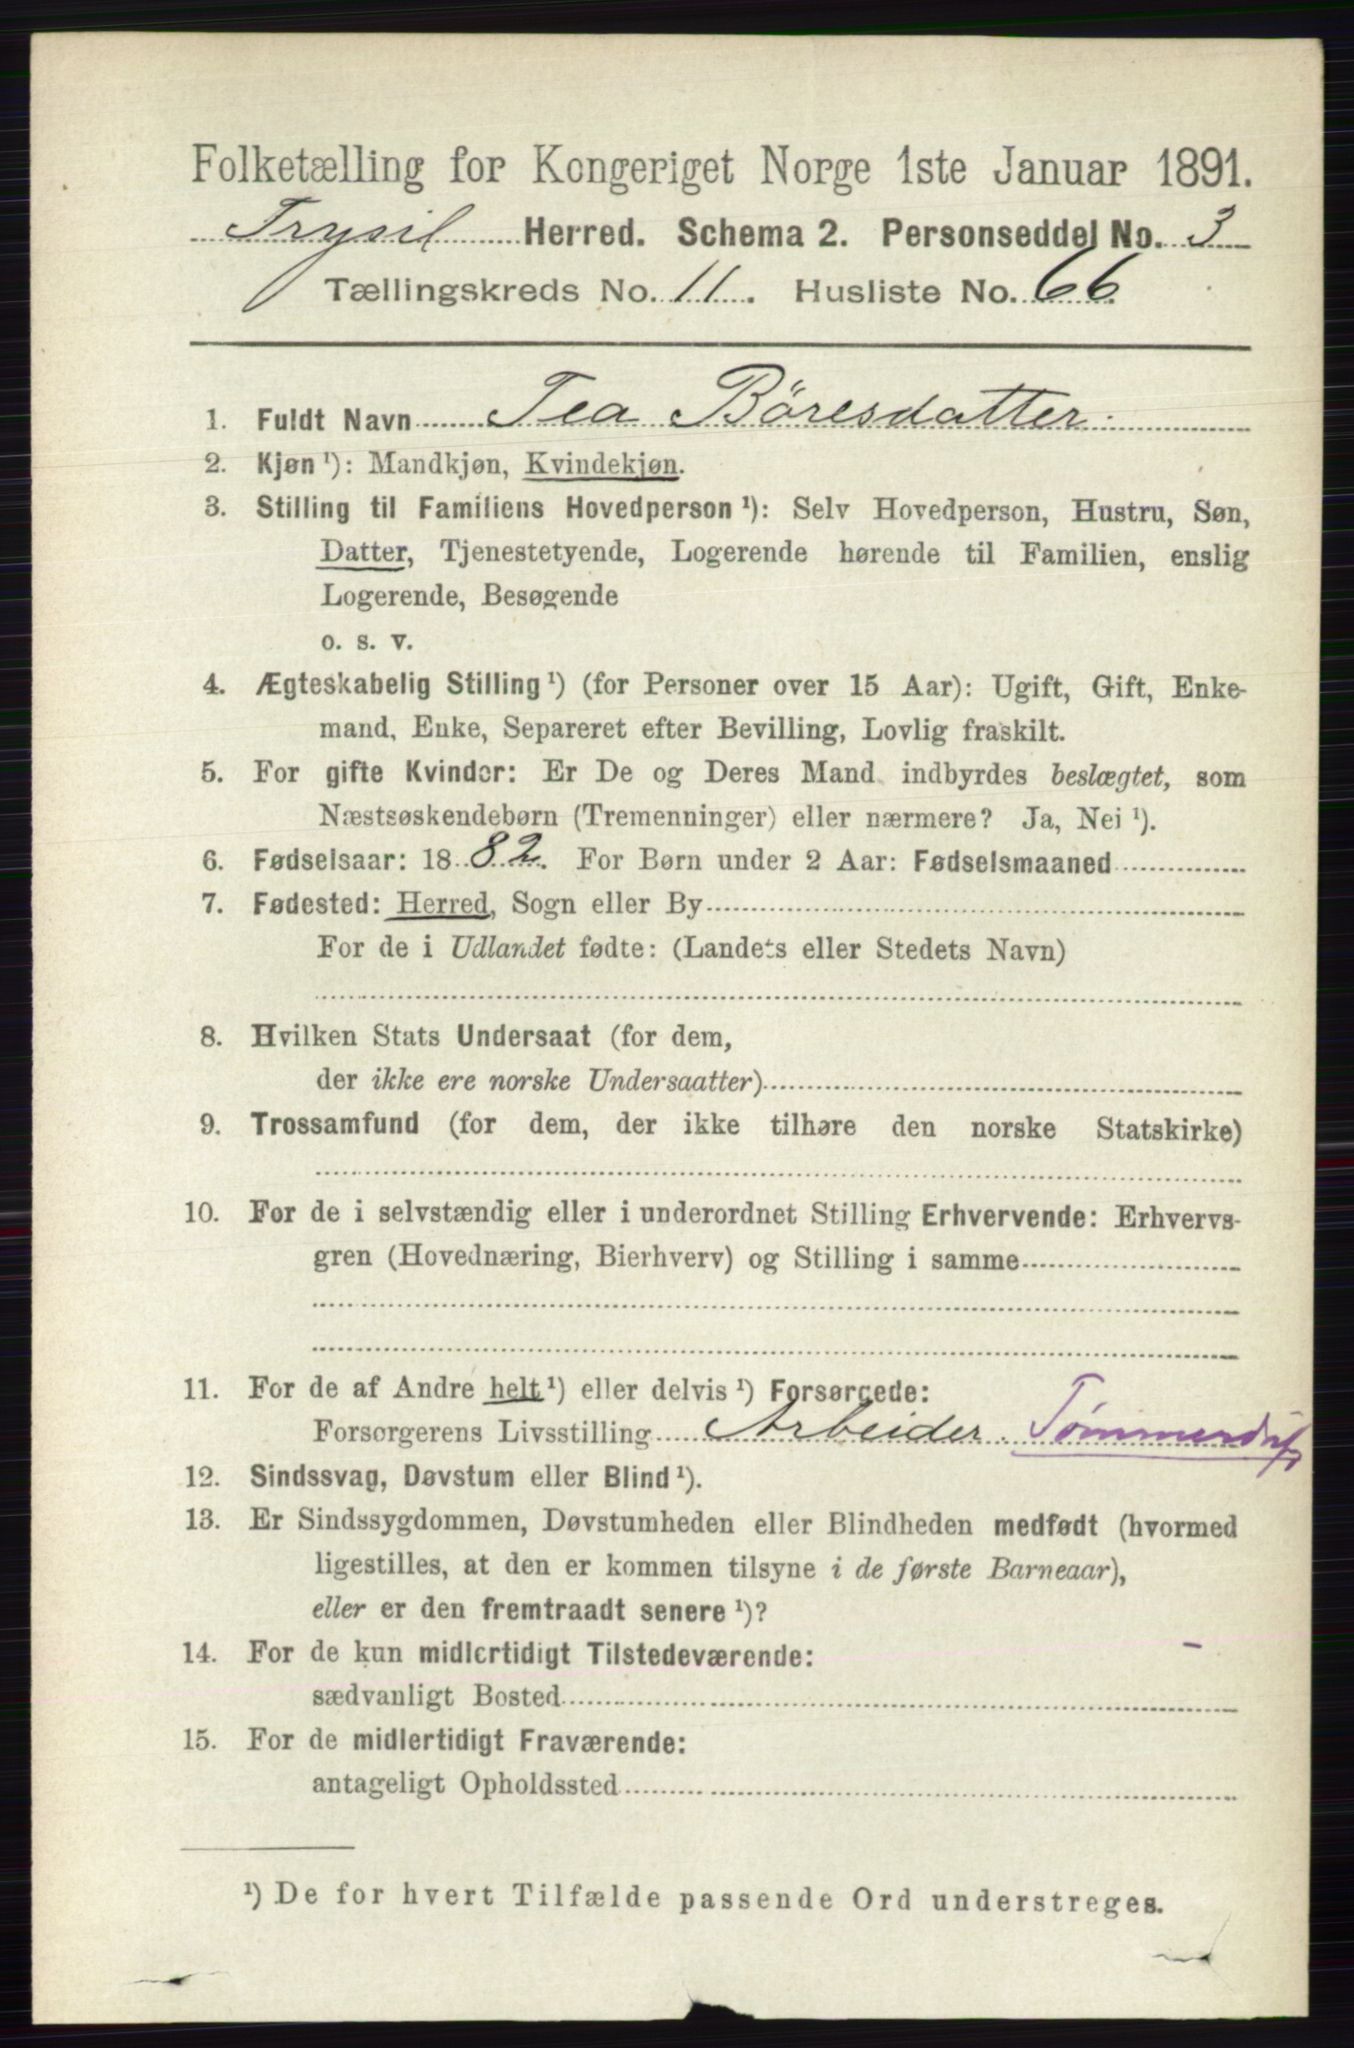 Folketælling for Kongeriget Norge 1ste Januar 1891.
Trysil Herred. Schema 2. Personseddel No. 3
Tællingskreds No. 11. Husliste No. 66.
1. Fuldt Navn Tea Böresdatter.
2. Kjøn ¹): Mandkjøn, Kvindekjøn.
3. Stilling til Familiens Hovedperson ¹): Selv Hovedperson, Hustru, Søn,
Datter, Tjenestetyende, Logerende hørende til Familien, enslig
Logerende, Besøgende
o. s. v.
4. Ægteskabelig Stilling ¹) (for Personer over 15 Aar): Ugift, Gift, Enke-
mand, Enke, Separeret efter Bevilling, Lovlig fraskilt.
5. For gifte Kvinder: Er De og Deres Mand indbyrdes beslægtet, som
Næstsøskendebørn (Tremenninger) eller nærmere? Ja, Nei ¹).
6. Fødselsaar: 1882. For Børn under 2 Aar: Fødselsmaaned
7. Fødested: Herred, Sogn eller By
For de i Udlandet fødte: (Landets eller Stedets Navn)
8. Hvilken Stats Undersaat (for dem,
der ikke ere norske Undersaatter)
9. Trossamfund (for dem, der ikke tilhøre den norske Statskirke)
10. For de i selvstændig eller i underordnet Stilling Erhvervende: Erhvervs-
gren (Hovednæring, Bierhverv) og Stilling i samme
11. For de af Andre helt ¹) eller delvis ¹) Forsørgede:
Forsørgerens Livsstilling Arbeider.
12. Sindssvag, Døvstum eller Blind ¹).
13. Er Sindssygdommen, Døvstumheden eller Blindheden medfødt (hvormed
ligestilles, at den er kommen tilsyne i de første Barneaar),
eller er den fremtraadt senere ¹)?
14. For de kun midlertidigt Tilstedeværende:
sædvanligt Bosted
15. For de midlertidigt Fraværende:
antageligt Opholdssted
¹) De for hvert Tilfælde passende Ord understreges.